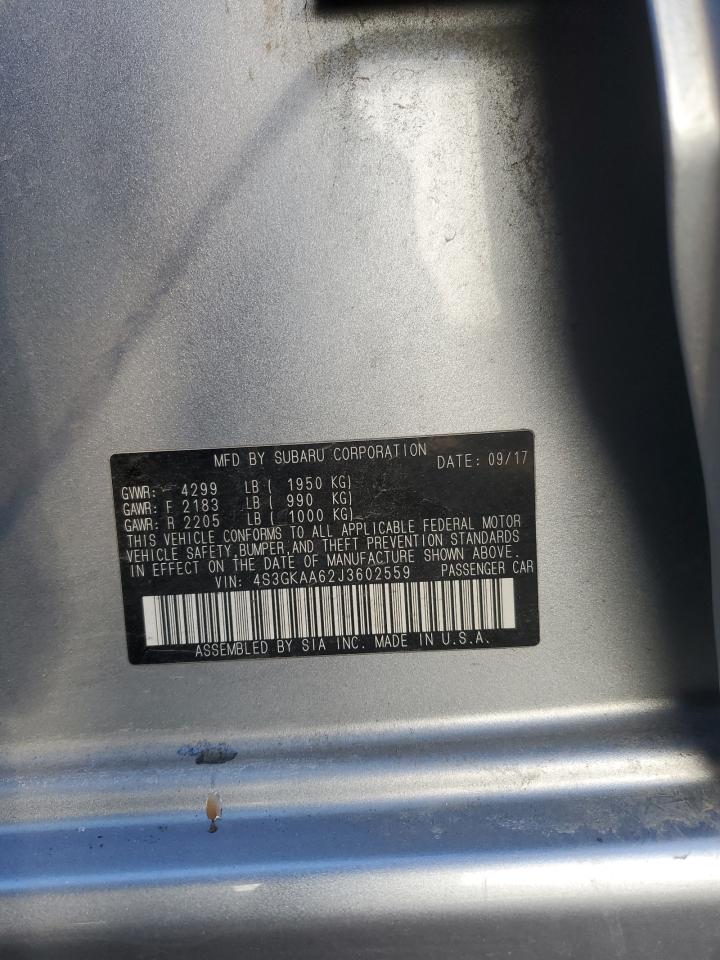 MFD BY SUBARU CORPORATION DATE: 09/17
GVWR: - 4299 LB ( 1950 KG)
GAWR: F 2183 LB ( 990 KG)
GAWR: R 2205 LB ( 1000 KG)
THIS VEHICLE CONFORMS TO ALL APPLICABLE FEDERAL MOTOR
VEHICLE SAFETY,BUMPER,AND THEFT PREVENTION STANDARDS
IN EFFECT ON THE DATE OF MANUFACTURE SHOWN ABOVE.
VIN: 4S3GKAA62J3602559 PASSENGER CAR
ASSEMBLED BY SIA INC. MADE IN U.S.A.